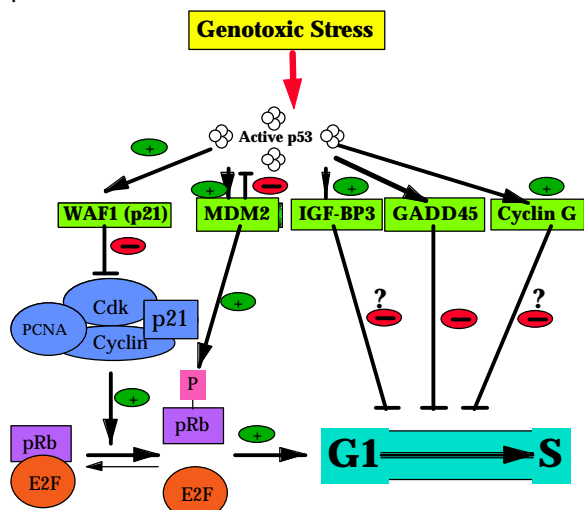 Genotoxic Stress
Active p53
+
+
−
+
+
WAF1 (p21)
MDM2
IGF-BP3
GADD45
Cyclin G
−
Cdk
PCNA
p21
Cyclin
+
?
−
−
?
−
P
+
pRb
pRb
+
G1
S
E2F
E2F